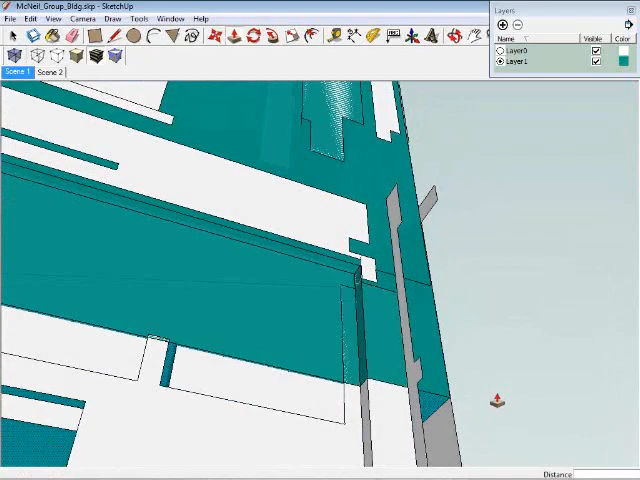 McNeil_Group_Bldg.skp - SketchUp
File Edit View Camera Draw Tools Window Help
Scene 1 Scene 2
Layers
Name Visible Color
Layer0
Layer1
Distance